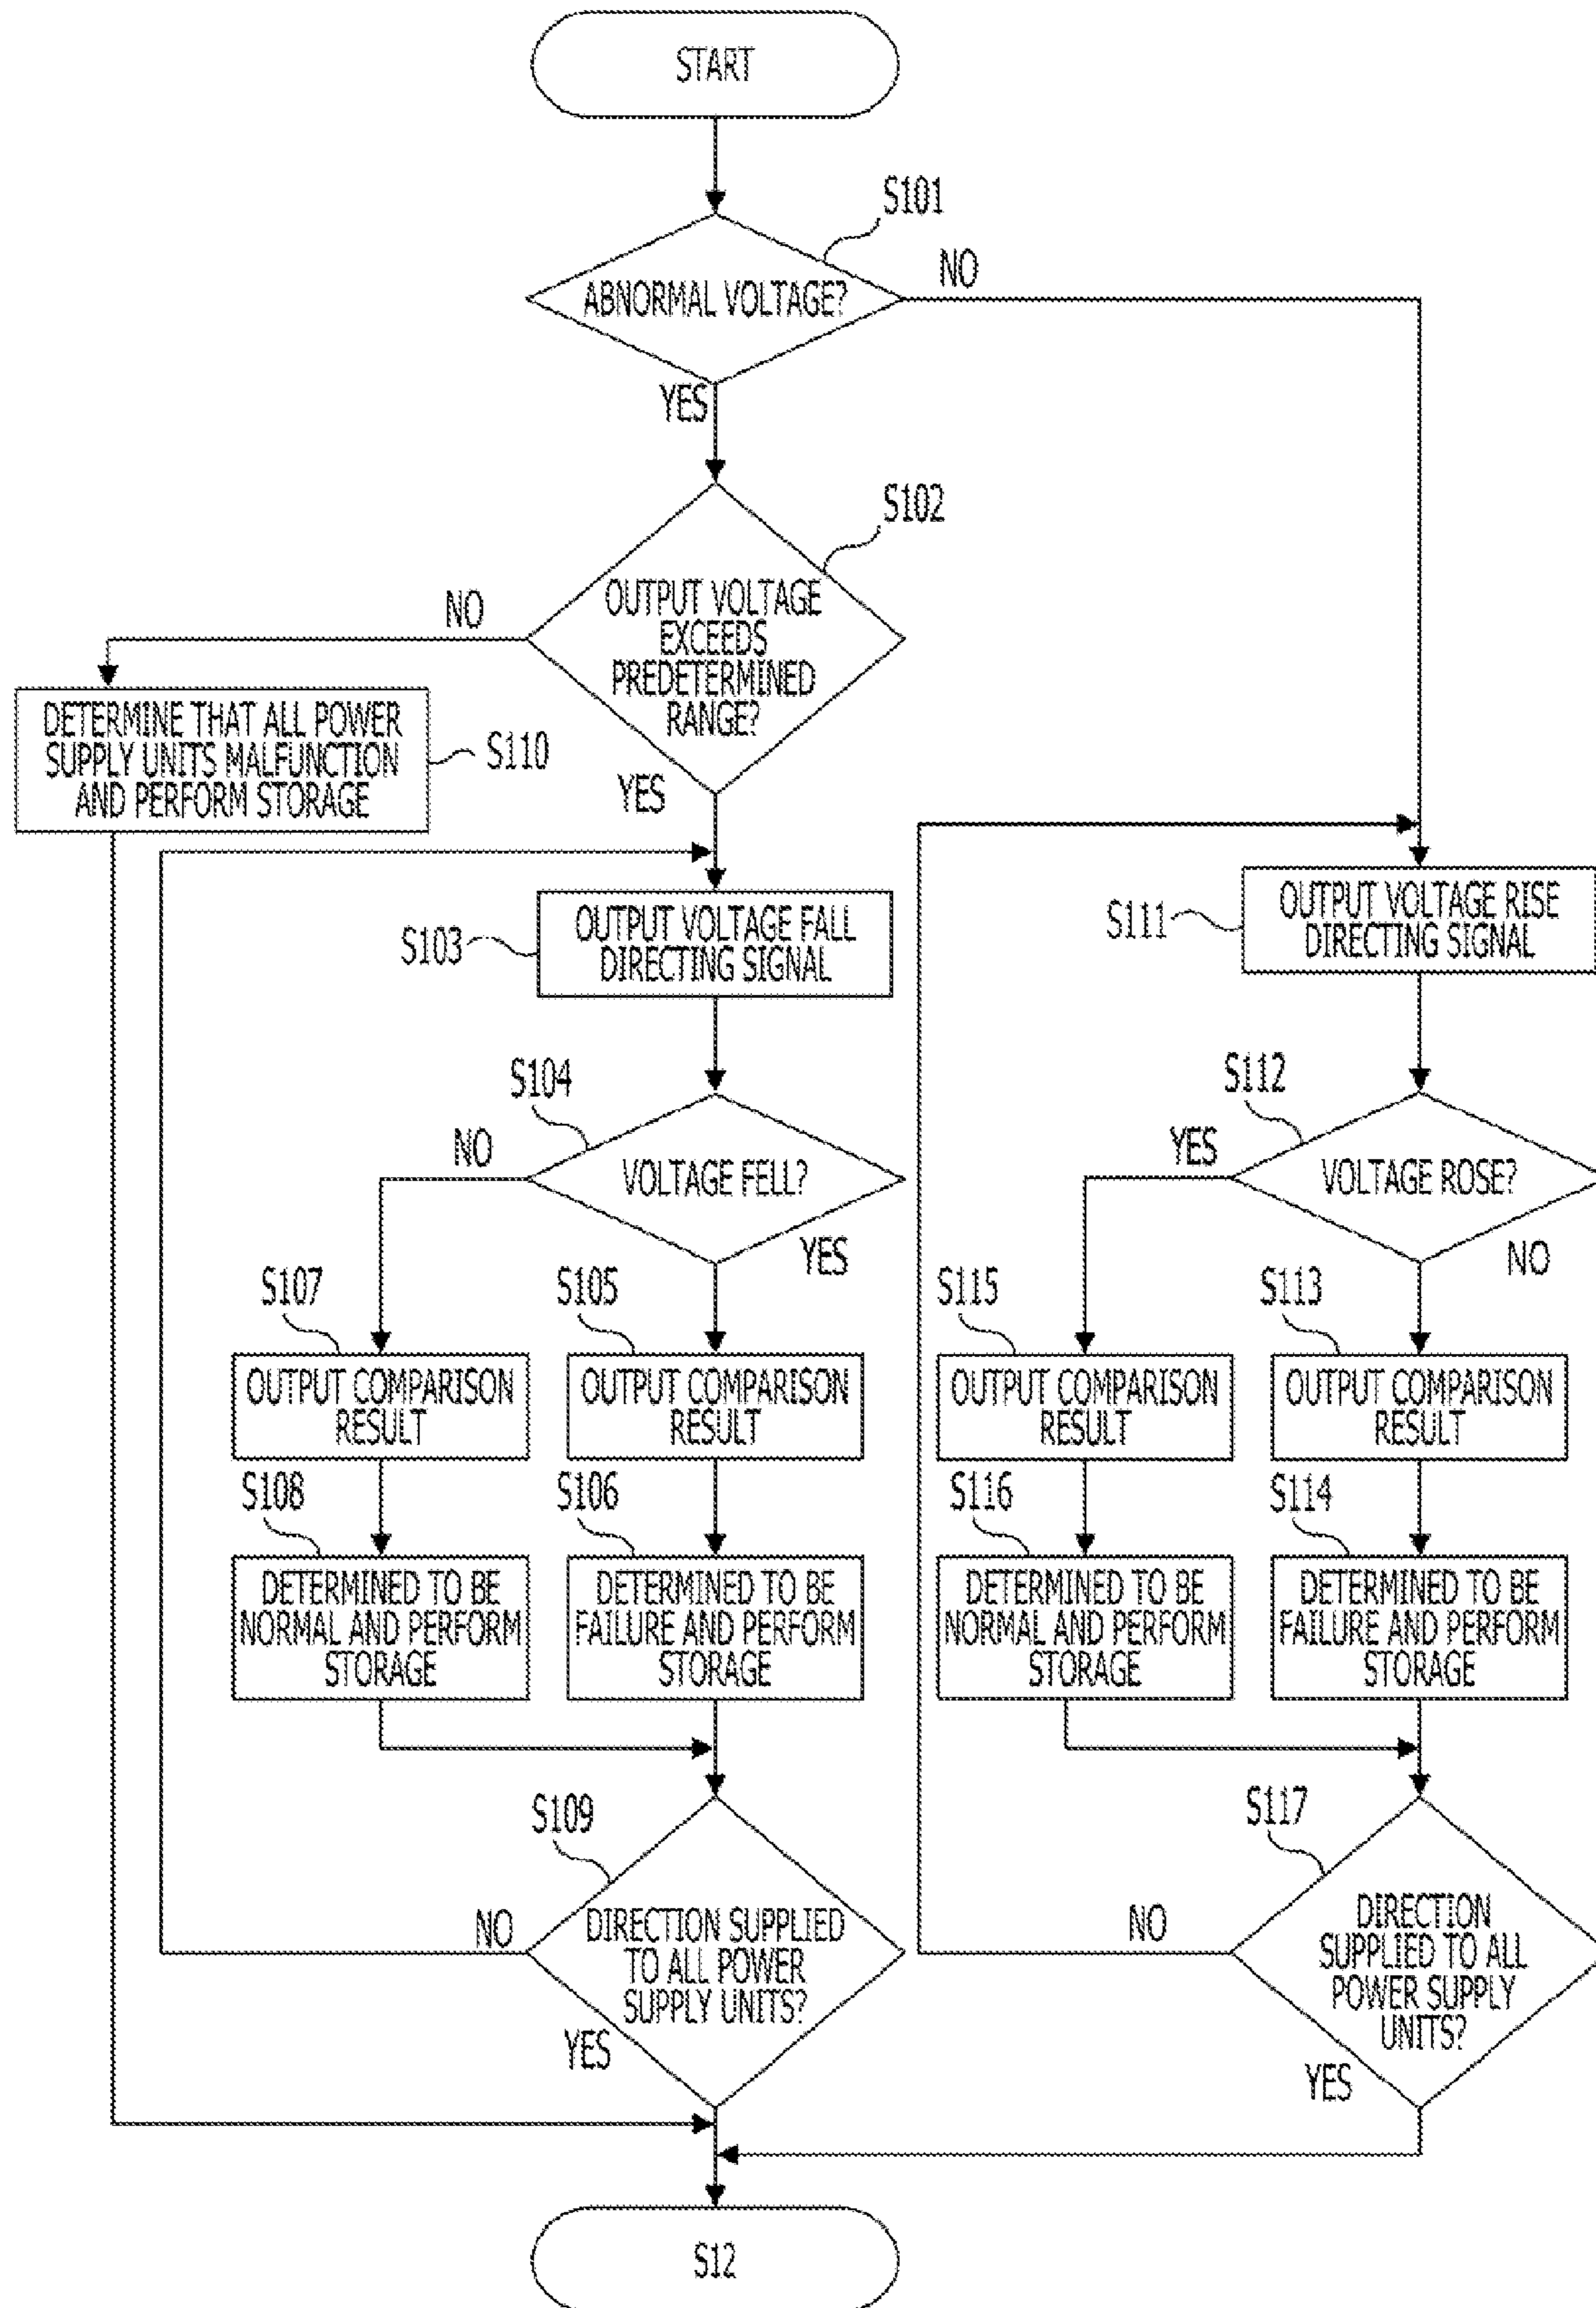 START
S101
ABNORMAL VOLTAGE?
NO
YES
S102
OUTPUT VOLTAGE
EXCEEDS
PREDETERMINED
RANGE?
NO
YES
DETERMINE THAT ALL POWER
SUPPLY UNITS MALFUNCTION
AND PERFORM STORAGE
S110
S103
OUTPUT VOLTAGE FALL
DIRECTING SIGNAL
S111
OUTPUT VOLTAGE RISE
DIRECTING SIGNAL
S104
NO
VOLTAGE FELL?
YES
S112
YES
VOLTAGE ROSE?
NO
S107
OUTPUT COMPARISON
RESULT
S105
OUTPUT COMPARISON
RESULT
S115
OUTPUT COMPARISON
RESULT
S113
OUTPUT COMPARISON
RESULT
S108
DETERMINED TO BE
NORMAL AND PERFORM
STORAGE
S106
DETERMINED TO BE
FAILURE AND PERFORM
STORAGE
S116
DETERMINED TO BE
NORMAL AND PERFORM
STORAGE
S114
DETERMINED TO BE
FAILURE AND PERFORM
STORAGE
S109
NO
DIRECTION SUPPLIED
TO ALL POWER
SUPPLY UNITS?
YES
S117
NO
DIRECTION
SUPPLIED TO ALL
POWER SUPPLY
UNITS?
YES
S12